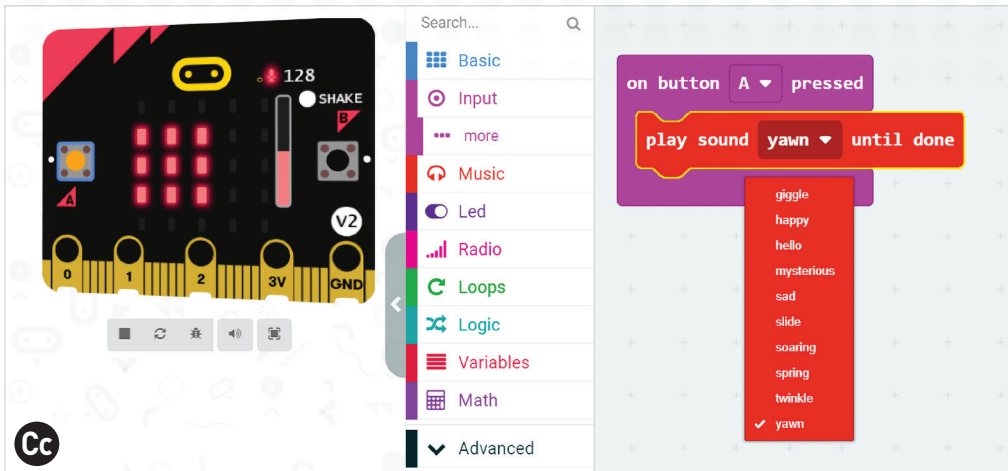 128
SHAKE
B
A
V2
0
1
2
3V
GND
Cc
Search...
Basic
Input
more
Music
Led
Radio
Loops
Logic
Variables
Math
Advanced
on button A pressed
play sound yawn until done
giggle
happy
hello
mysterious
sad
slide
soaring
spring
twinkle
yawn